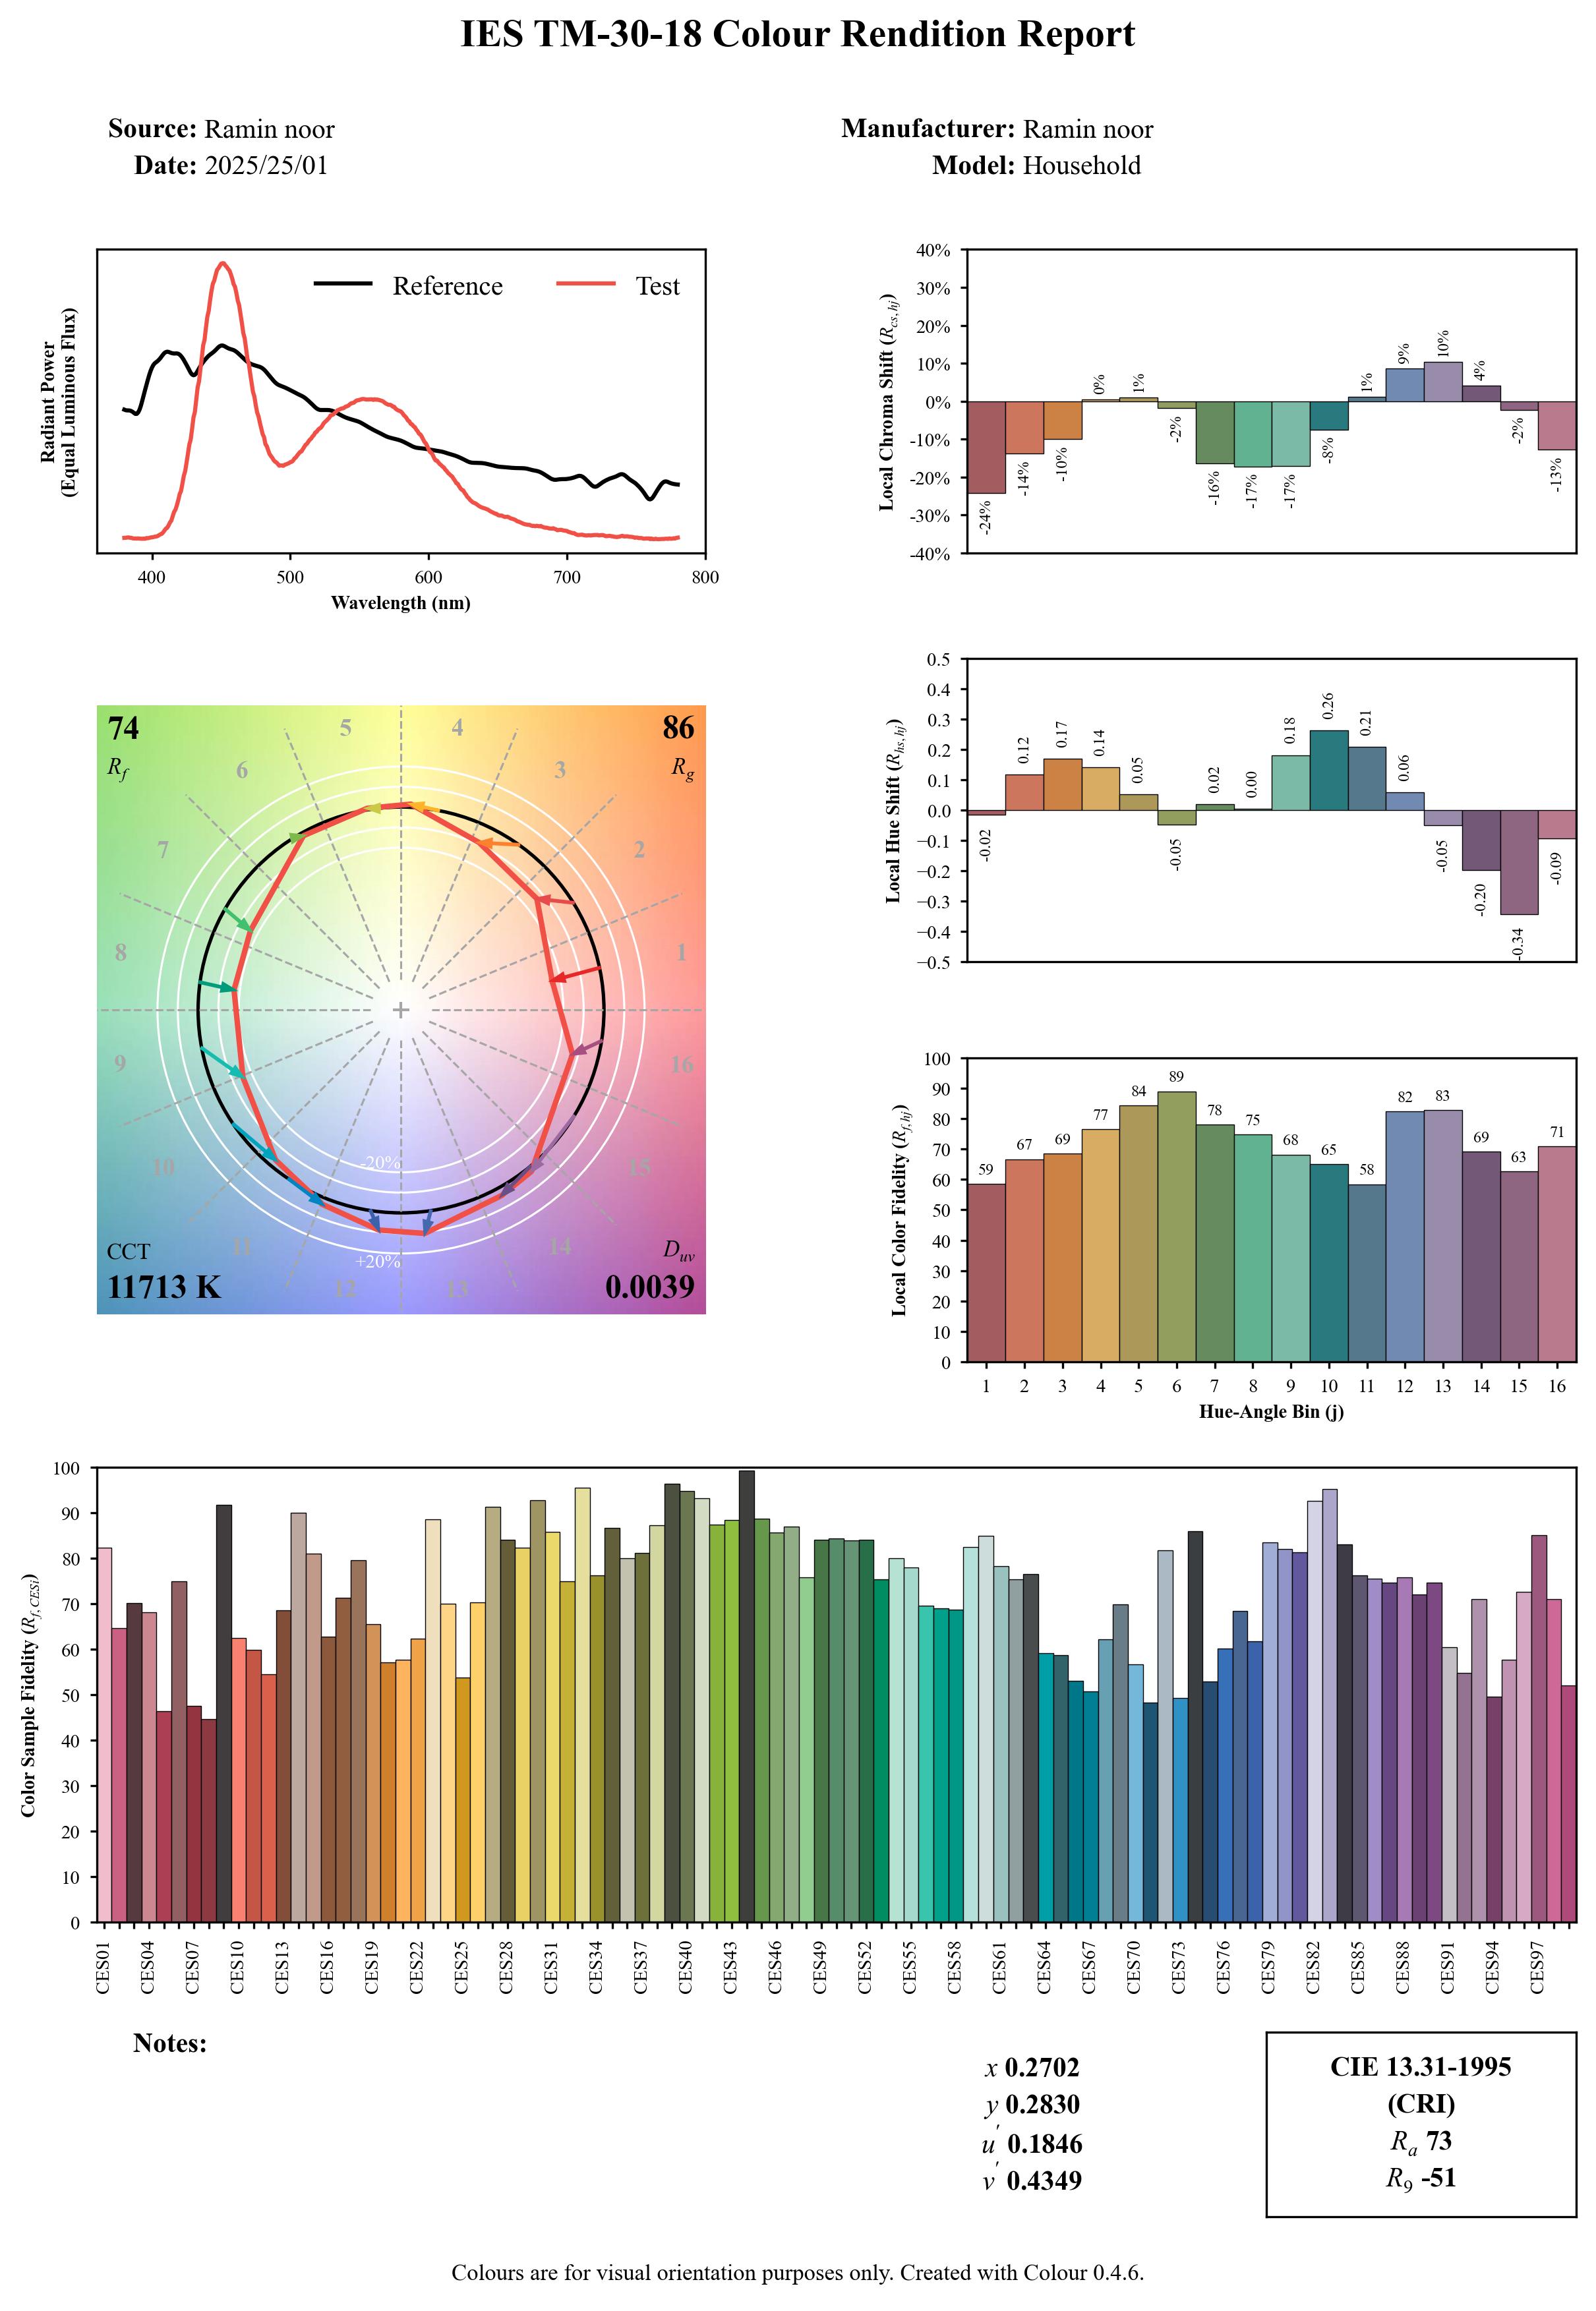 IES TM-30-18 Colour Rendition Report
Source: Ramin noor
Date: 2025/25/01
Manufacturer: Ramin noor
Model: Household
Radiant Power
(Equal Luminous Flux)
Reference
Test
400 500 600 700 800
Wavelength (nm)
Local Chroma Shift (Rcs,hj)
40%
30%
20%
10%
0%
-10%
-20%
-30%
-40%
-24% -14% -10% 0% 1% -2% -16% -17% -17% -8% 1% 9% 10% 4% -2% -13%
74
Rf
86
Rg
1 2 3 4 5 6 7 8 9 10 11 12 13 14 15 16
-20%
+20%
CCT
11713 K
Duv
0.0039
Local Hue Shift (Rhs,hj)
0.5
0.4
0.3
0.2
0.1
0.0
−0.1
−0.2
−0.3
−0.4
−0.5
-0.02 0.12 0.17 0.14 0.05 -0.05 0.02 0.00 0.18 0.26 0.21 0.06 -0.05 -0.20 -0.34 -0.09
Local Color Fidelity (Rf,hj)
100
90
80
70
60
50
40
30
20
10
0
59 67 69 77 84 89 78 75 68 65 58 82 83 69 63 71
1 2 3 4 5 6 7 8 9 10 11 12 13 14 15 16
Hue-Angle Bin (j)
Color Sample Fidelity (Rf,CESi)
100
90
80
70
60
50
40
30
20
10
0
CES01 CES04 CES07 CES10 CES13 CES16 CES19 CES22 CES25 CES28 CES31 CES34 CES37 CES40 CES43 CES46 CES49 CES52 CES55 CES58 CES61 CES64 CES67 CES70 CES73 CES76 CES79 CES82 CES85 CES88 CES91 CES94 CES97
Notes:
x 0.2702
y 0.2830
u' 0.1846
v' 0.4349
CIE 13.31-1995
(CRI)
Ra 73
R9 -51
Colours are for visual orientation purposes only. Created with Colour 0.4.6.